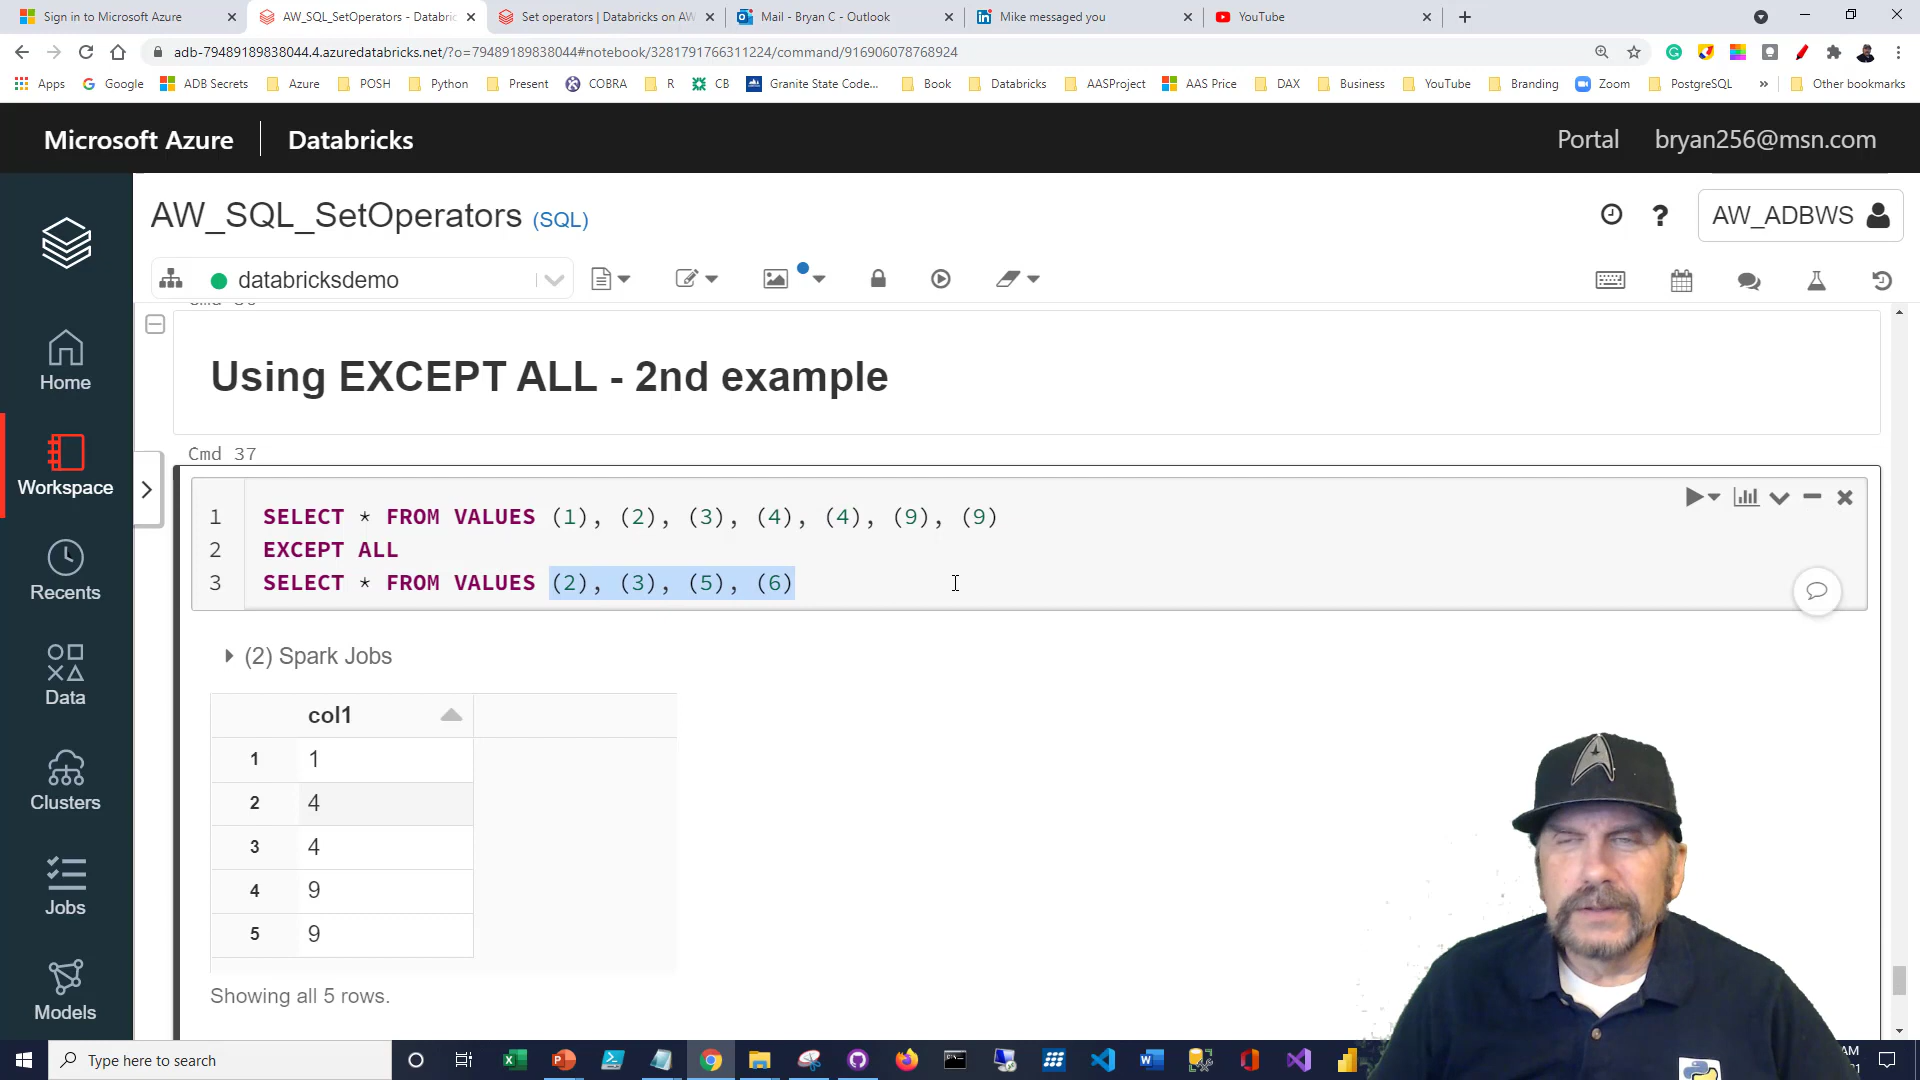 Sign in to Microsoft Azure
AW_SQL_SetOperators - Databric
Set operators | Databricks on AW
Mail - Bryan C - Outlook
Mike messaged you
YouTube
adb-79489189838044.4.azuredatabricks.net/?o=79489189838044#notebook/3281791766311224/command/916906078768924
Apps
Google
ADB Secrets
Azure
POSH
Python
Present
COBRA
R
CB
Granite State Code...
Book
Databricks
AASProject
AAS Price
DAX
Business
YouTube
Branding
Zoom
PostgreSQL
»
Other bookmarks
Microsoft Azure
Databricks
Portal
bryan256@msn.com
AW_SQL_SetOperators (SQL)
? AW_ADBWS
databricksdemo
Home
Workspace
Recents
Data
Clusters
Jobs
Models
Using EXCEPT ALL - 2nd example
Cmd 37
1 SELECT * FROM VALUES (1), (2), (3), (4), (4), (9), (9)
2 EXCEPT ALL
3 SELECT * FROM VALUES (2), (3), (5), (6)
(2) Spark Jobs
col1
1 1
2 4
3 4
4 9
5 9
Showing all 5 rows.
Type here to search
AM